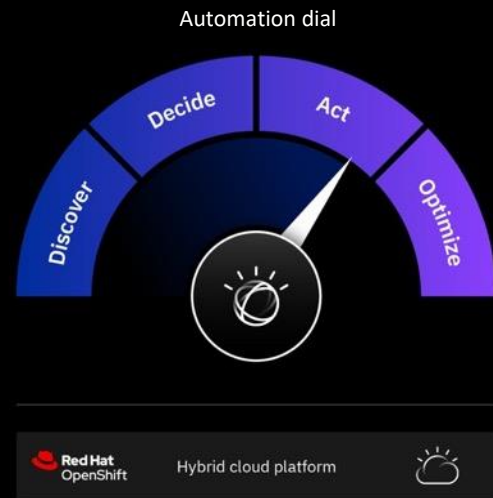 Automation dial
Discover
Decide
Act
Optimize
Red Hat
OpenShift
Hybrid cloud platform